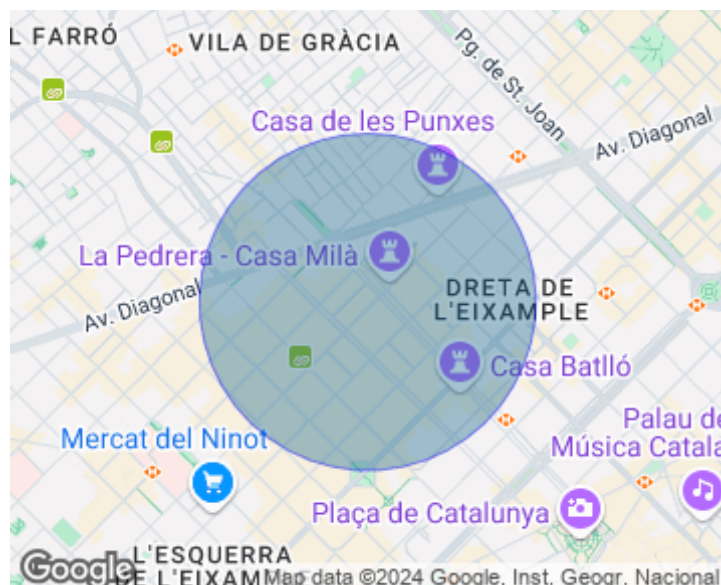 L FARRÓ
VILA DE GRÀCIA
Pg. de St. Joan
Casa de les Punxes
Av. Diagonal
La Pedrera - Casa Milà
DRETA DE
L'EIXAMPLE
Av. Diagonal
Casa Batlló
Mercat del Ninot
Palau de
Música Catala
Plaça de Catalunya
L'ESQUERRA
DE L'EIXAM
Google
Map data ©2024 Google, Inst. Geogr. Nacional